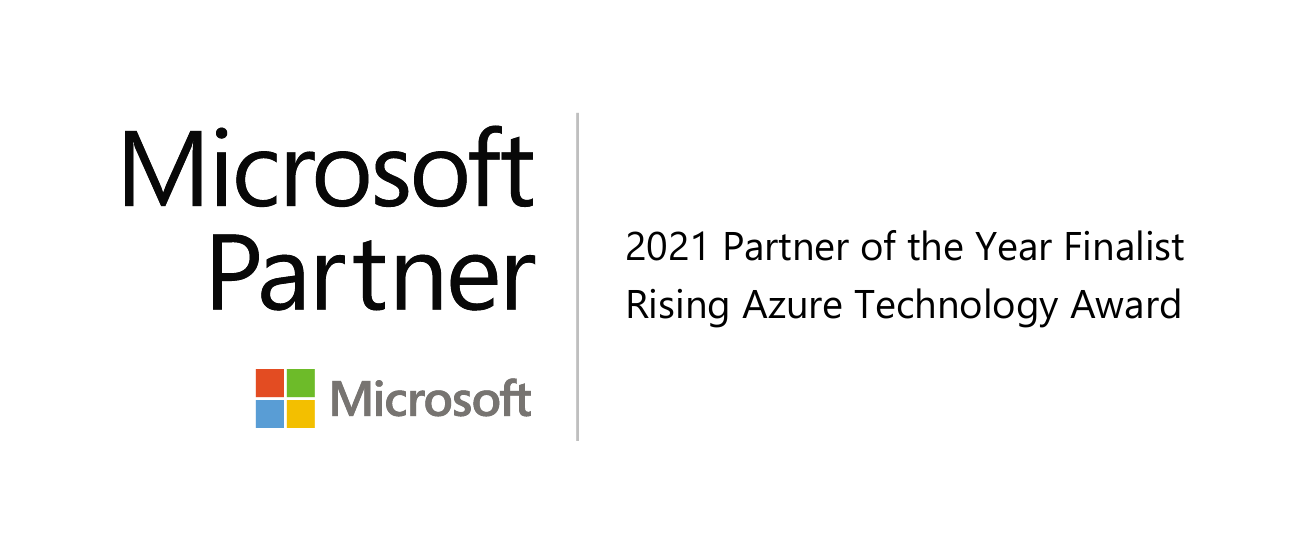 Microsoft
Partner
Microsoft
2021 Partner of the Year Finalist
Rising Azure Technology Award